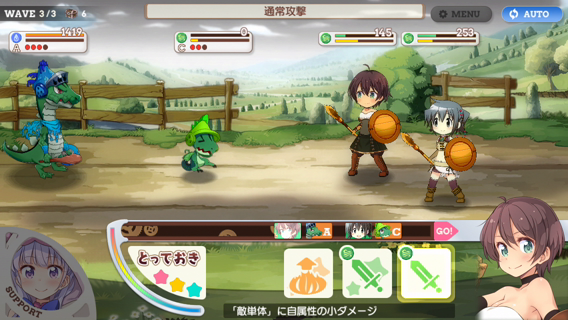 WAVE 3/3 6
通常攻撃
MENU
AUTO
1419
A
0
C
145
253
A
C
GO!
とっておき
SUPPORT
「敵単体」に自属性の小ダメージ